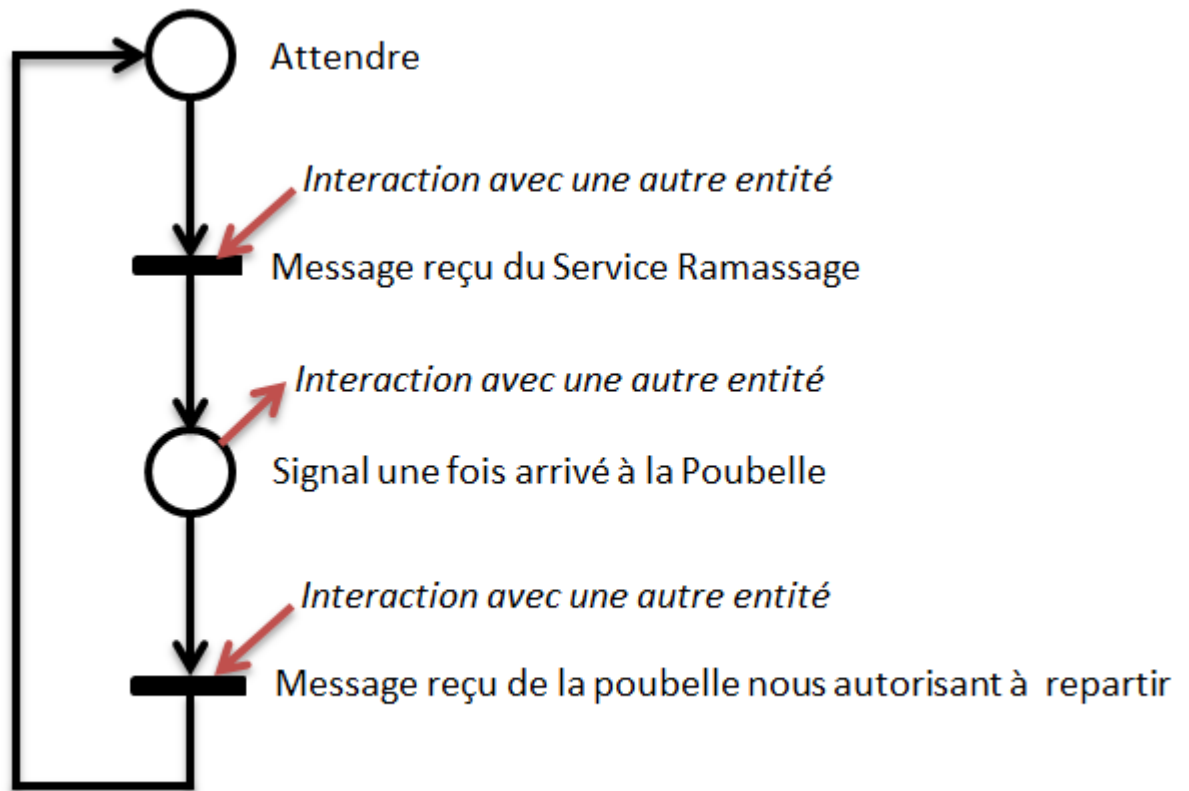 Attendre
Interaction avec une autre entité
Message reçu du Service Ramassage
Interaction avec une autre entité
Signal une fois arrivé à la Poubelle
Interaction avec une autre entité
Message reçu de la poubelle nous autorisant à  repartir